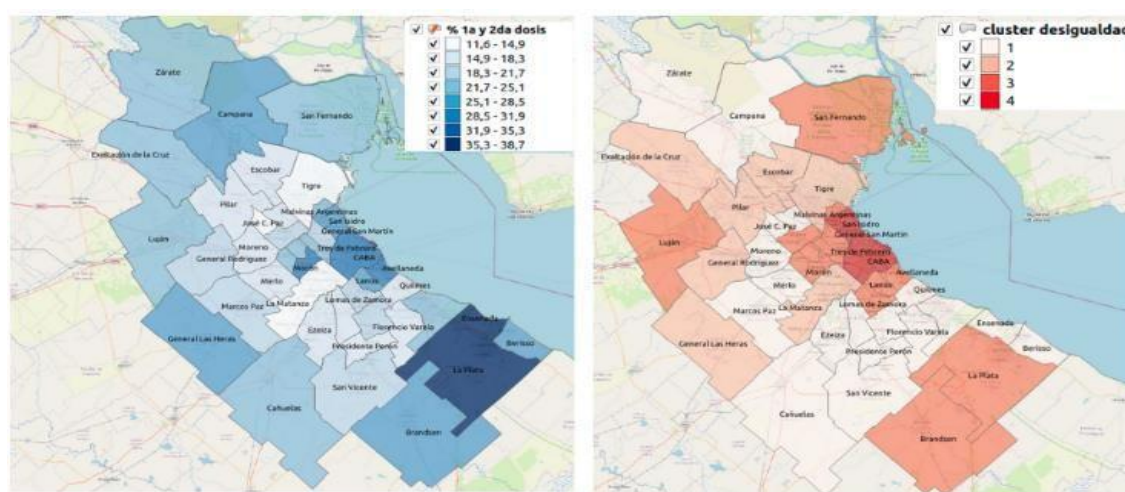 % 1a y 2da dosis
11,6 - 14,9
14,9 - 18,3
18,3 - 21,7
21,7 - 25,1
25,1 - 28,5
28,5 - 31,9
31,9 - 35,3
35,3 - 38,7
Zárate
Campana
San Fernando
Exaltación de la Cruz
Escobar
Tigre
Pilar
Malvinas Argentinas
San Isidro
José C. Paz
General San Martín
Luján
Moreno
Tres de Febrero
General Rodríguez
CABA
Morón
Avellaneda
Merlo
Lanús
Quilmes
Marcos Paz
La Matanza
Lomas de Zamora
Ensenada
General Las Heras
Ezeiza
Florencio Varela
Berisso
Presidente Perón
La Plata
San Vicente
Cañuelas
Brandsen
cluster desigualdad
1
2
3
4
Zárate
Campana
San Fernando
Exaltación de la Cruz
Escobar
Tigre
Pilar
Malvinas Argentinas
San Isidro
José C. Paz
General San Martín
Luján
Moreno
Tres de Febrero
General Rodríguez
CABA
Morón
Avellaneda
Merlo
Lanús
Quilmes
Marcos Paz
La Matanza
Lomas de Zamora
Ensenada
General Las Heras
Ezeiza
Florencio Varela
Berisso
Presidente Perón
La Plata
San Vicente
Cañuelas
Brandsen